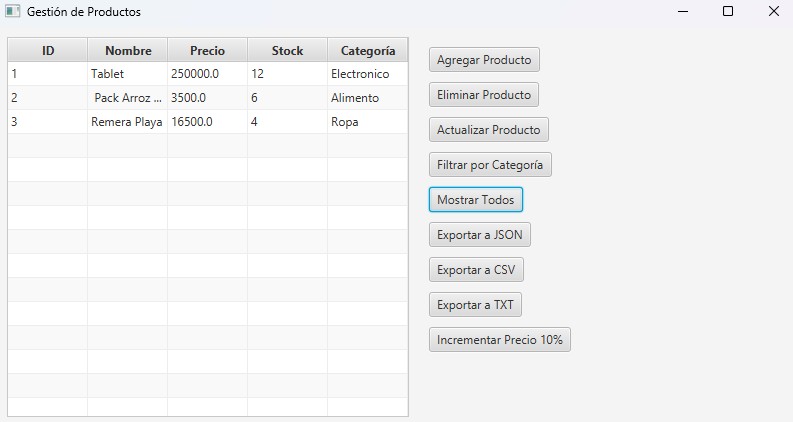 Gestión de Productos
ID Nombre Precio Stock Categoría
1 Tablet 250000.0 12 Electronico
2 Pack Arroz ... 3500.0 6 Alimento
3 Remera Playa 16500.0 4 Ropa
Agregar Producto
Eliminar Producto
Actualizar Producto
Filtrar por Categoría
Mostrar Todos
Exportar a JSON
Exportar a CSV
Exportar a TXT
Incrementar Precio 10%